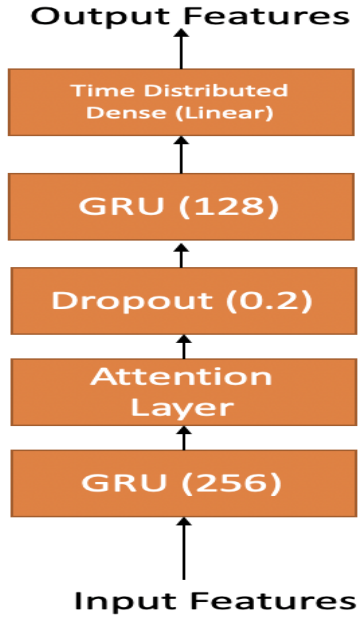 Output Features
Time Distributed
Dense (Linear)
GRU (128)
Dropout (0.2)
Attention
Layer
GRU (256)
Input Features